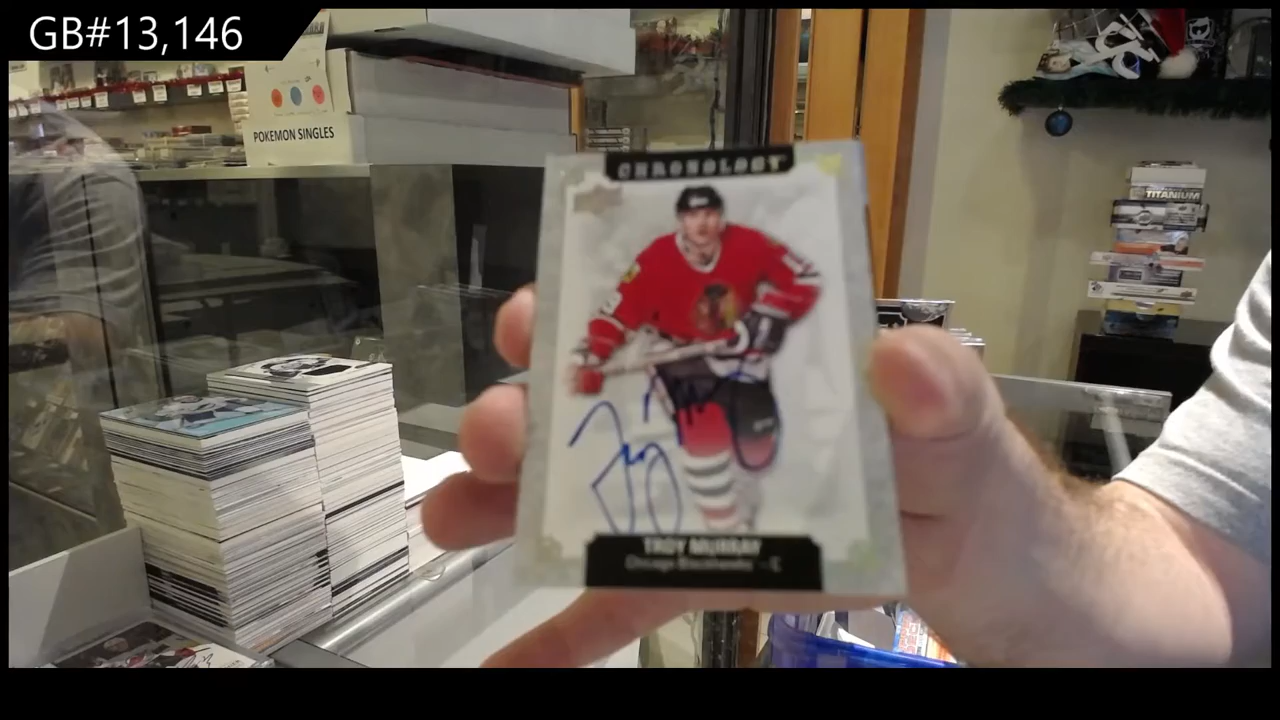 GB#13,146
POKEMON SINGLES
TITANIUM
CHRONOLOGY
TROY MURRAY
Chicago Blackhawks - C